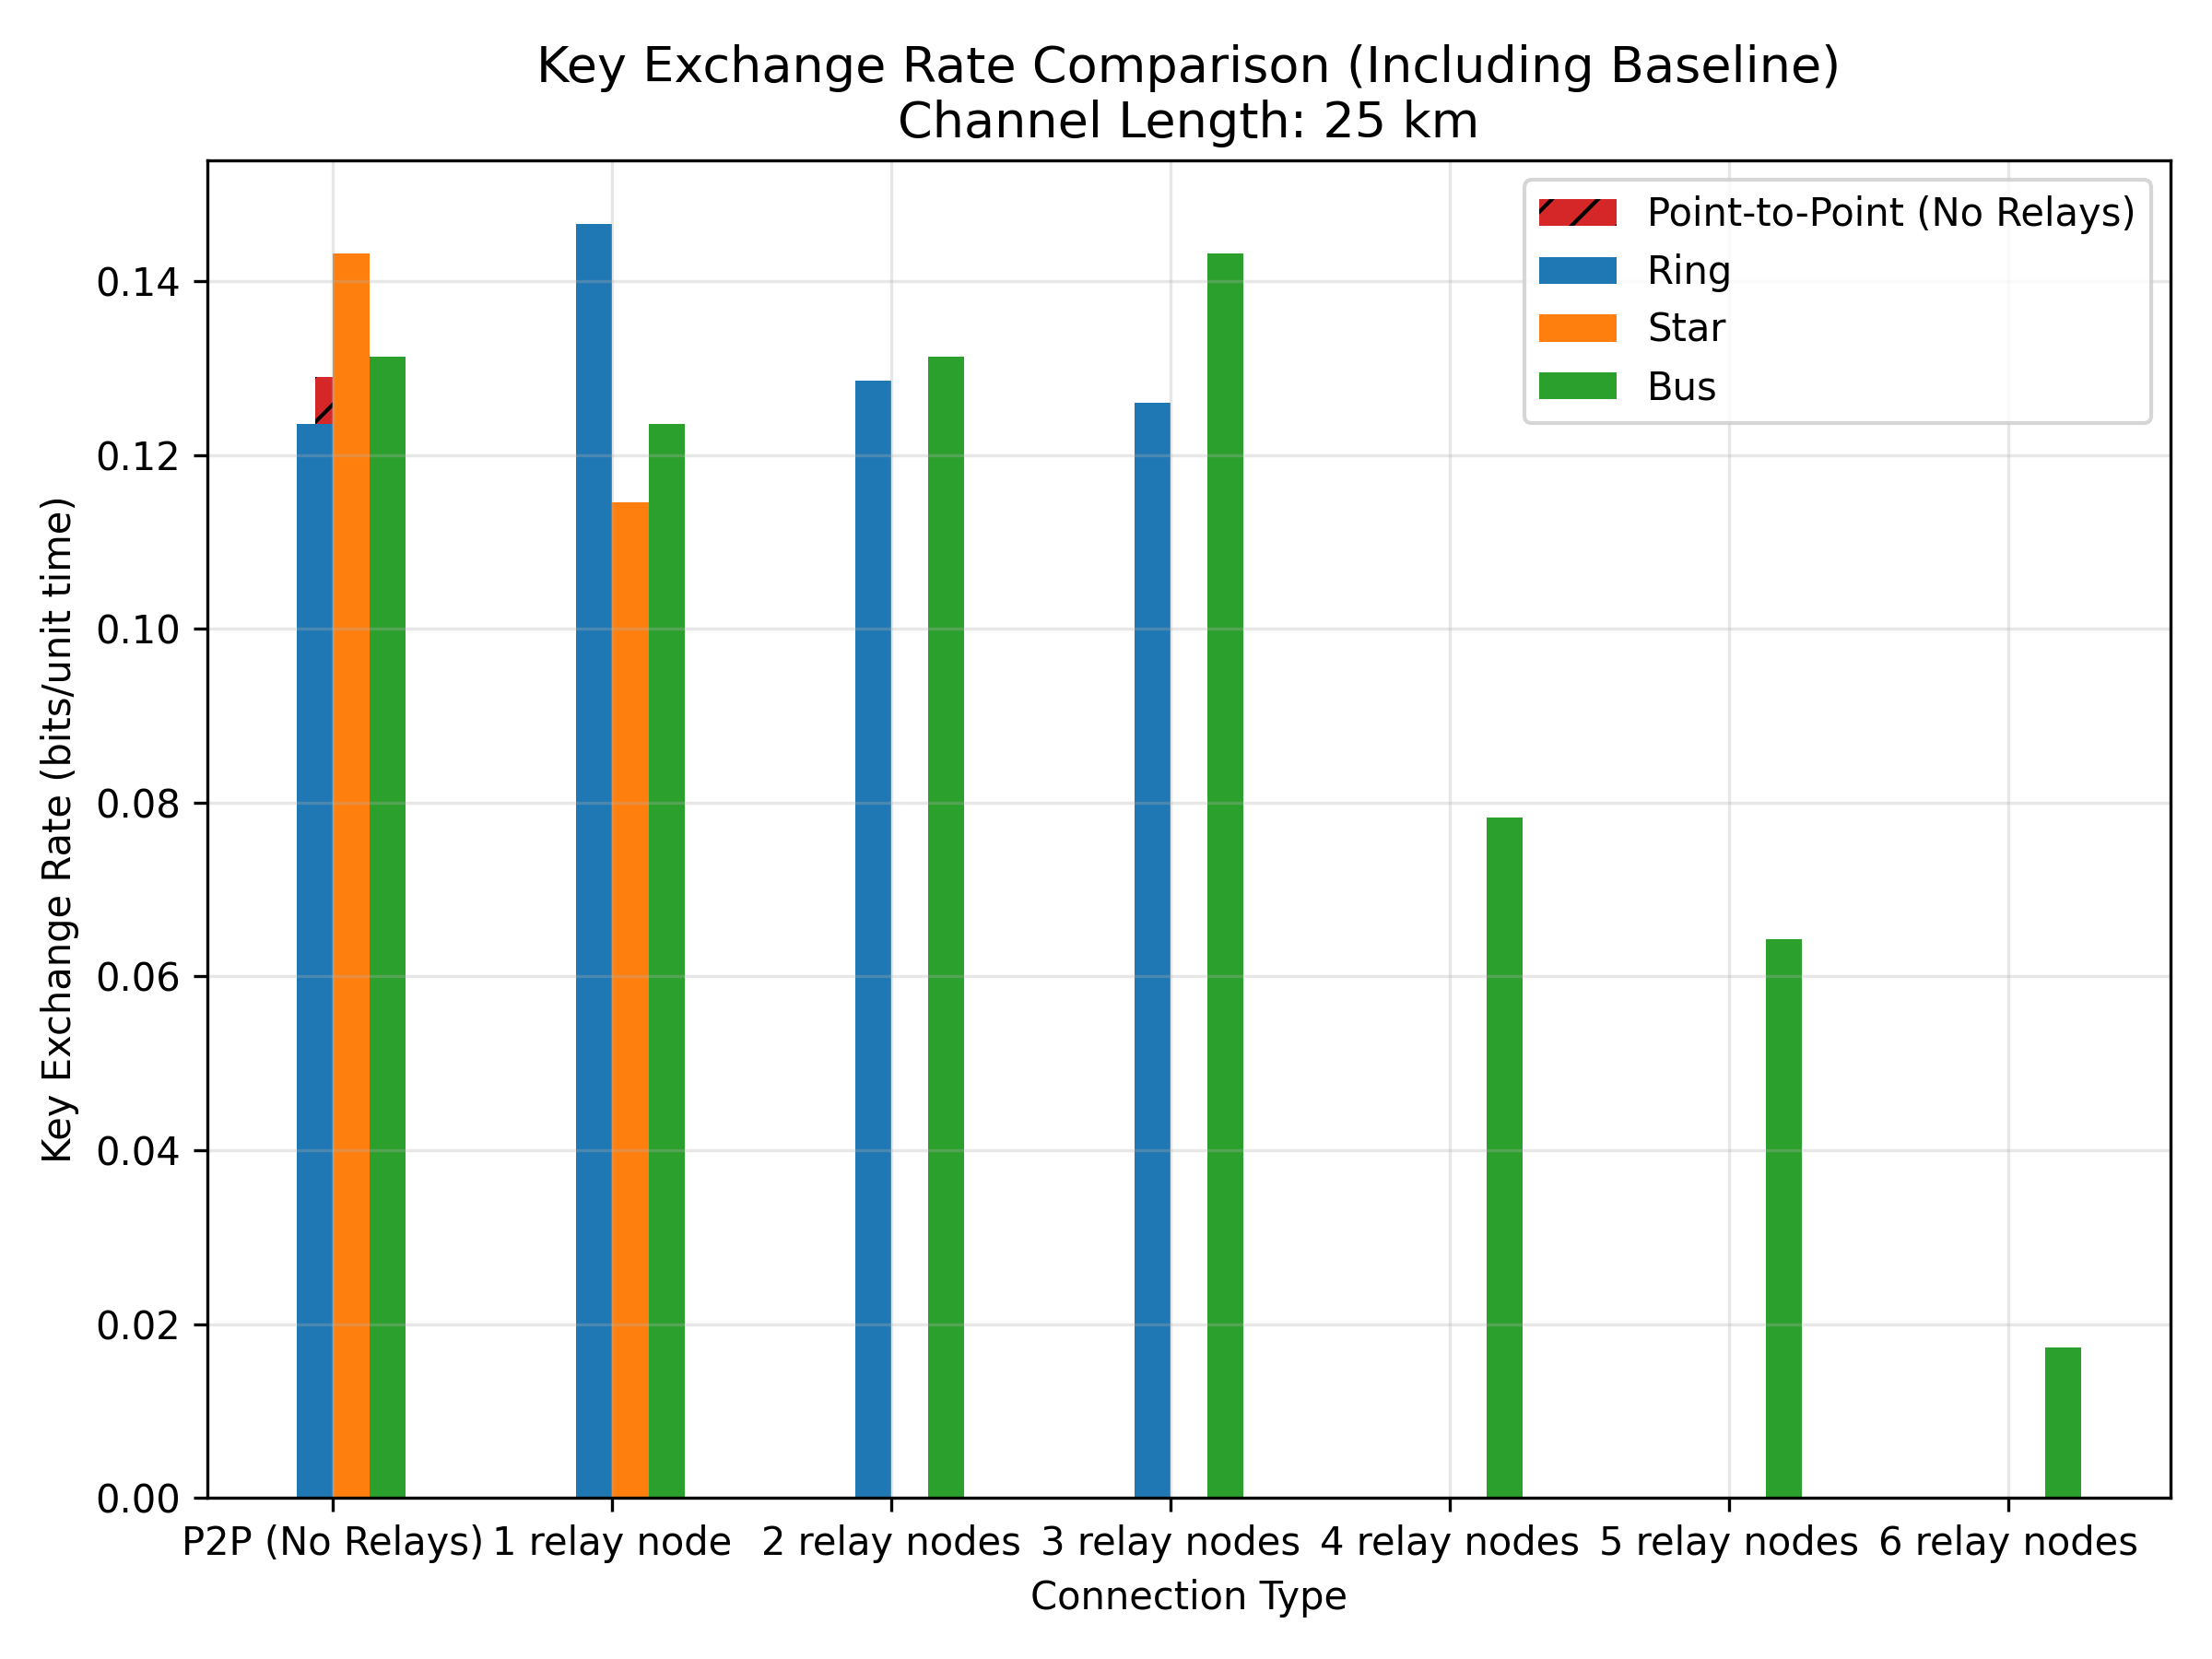 Key Exchange Rate Comparison (Including Baseline)
Channel Length: 25 km
Point-to-Point (No Relays)
Ring
Star
Bus
Key Exchange Rate (bits/unit time)
0.14
0.12
0.10
0.08
0.06
0.04
0.02
0.00
P2P (No Relays) 1 relay node 2 relay nodes 3 relay nodes 4 relay nodes 5 relay nodes 6 relay nodes
Connection Type